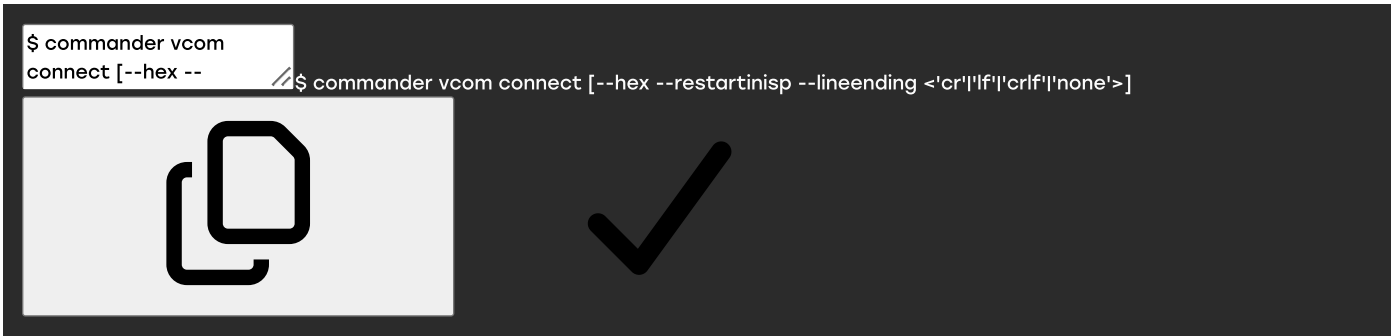 $ commander vcom
connect [--hex --
$ commander vcom connect [--hex --restartinisp --lineending <'cr'|'lf'|'crlf'|'none'>]